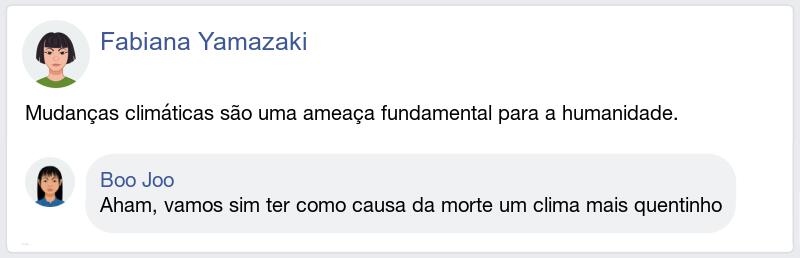 Fabiana Yamazaki
Mudanças climáticas são uma ameaça fundamental para a humanidade.
Boo Joo
Aham, vamos sim ter como causa da morte um clima mais quentinho